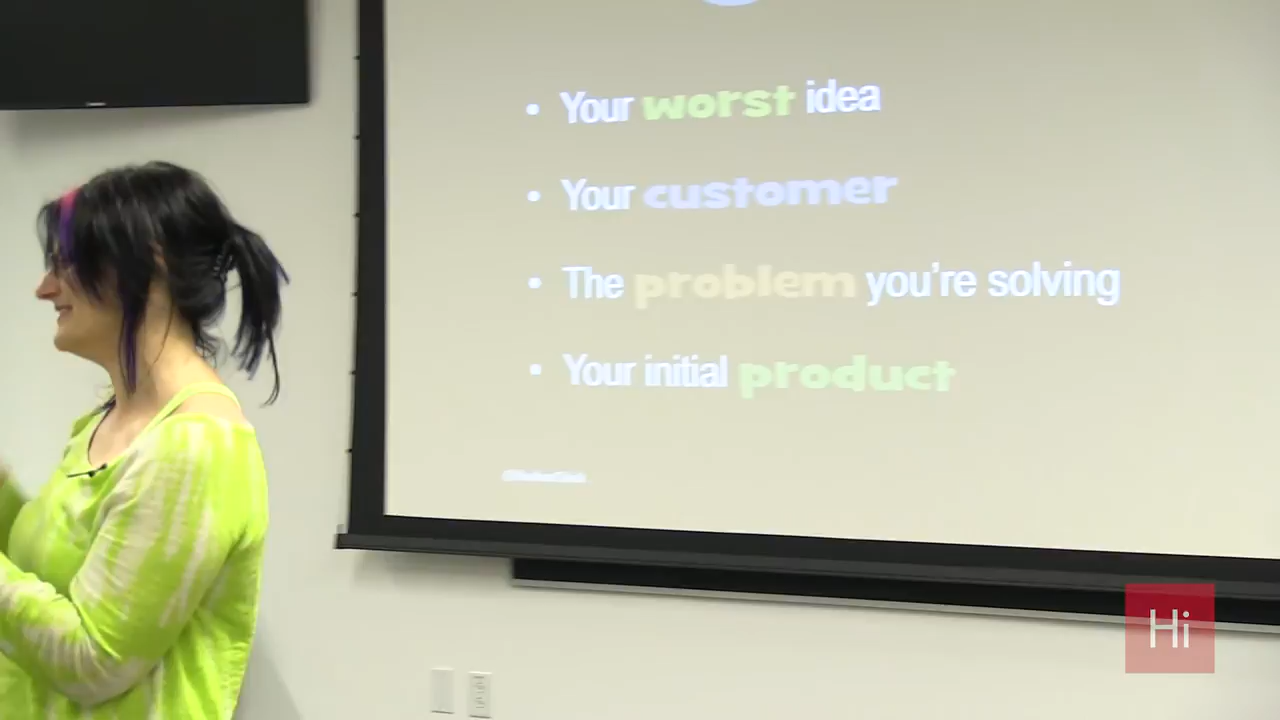 • Your worst idea
• Your customer
• The problem you're solving
• Your initial product
Hi